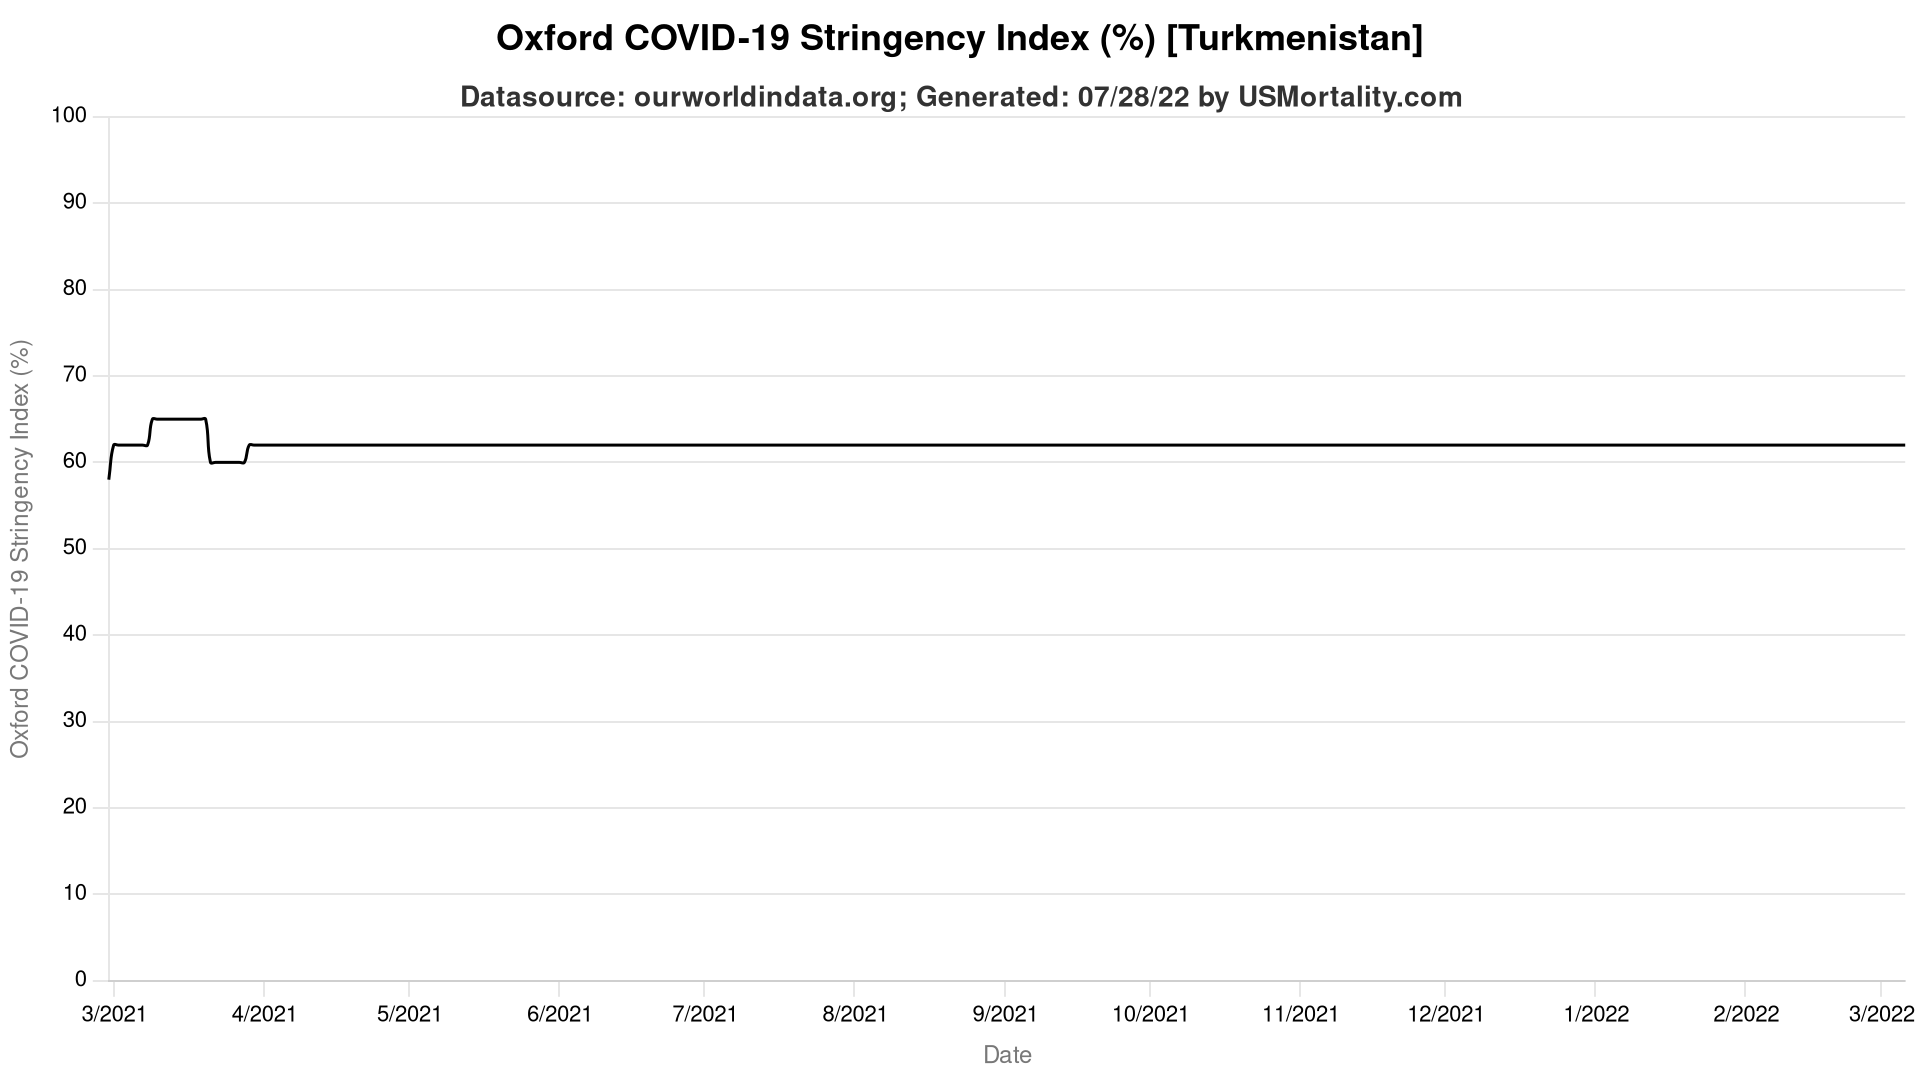 Oxford COVID-19 Stringency Index (%) [Turkmenistan]
Datasource: ourworldindata.org; Generated: 07/28/22 by USMortality.com
Oxford COVID-19 Stringency Index (%)
100
90
80
70
60
50
40
30
20
10
0
3/2021 4/2021 5/2021 6/2021 7/2021 8/2021 9/2021 10/2021 11/2021 12/2021 1/2022 2/2022 3/2022
Date